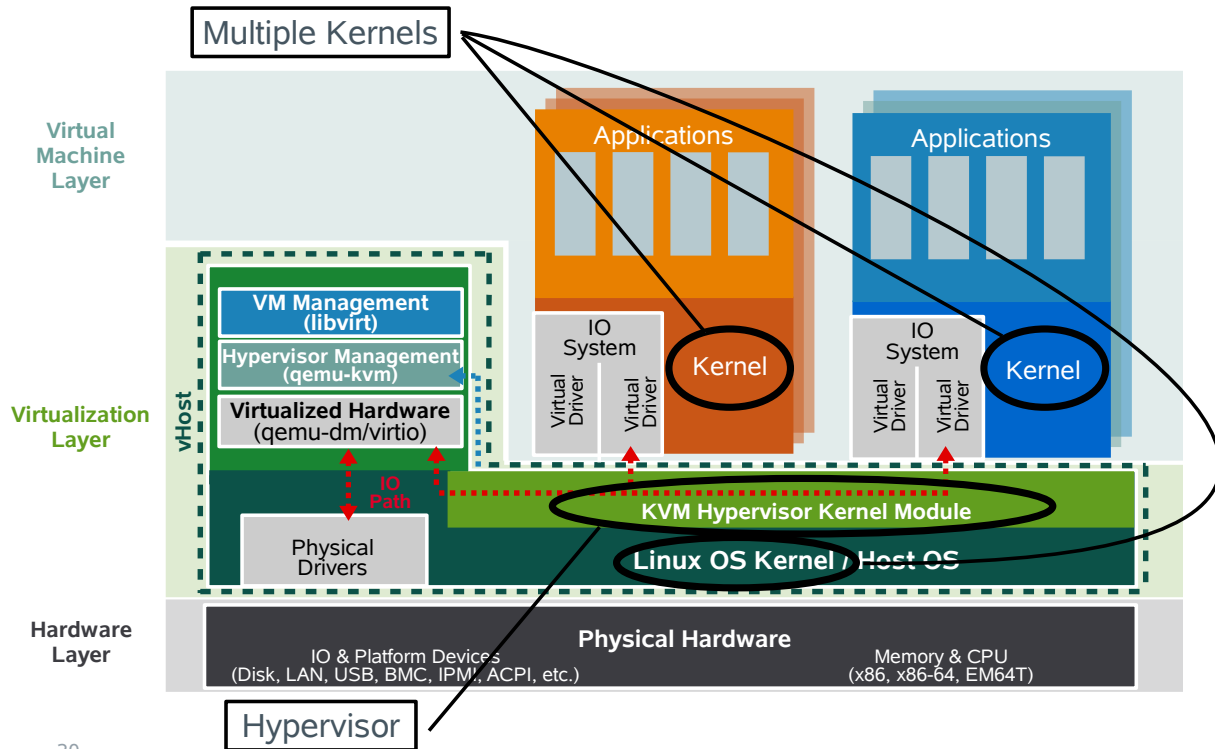 Multiple Kernels
Virtual
Machine
Layer
Applications
Applications
VM Management
(libvirt)
Hypervisor Management
(qemu-kvm)
Virtualized Hardware
(qemu-dm/virtio)
IO
System
Virtual
Driver
Virtual
Driver
Kernel
IO
System
Virtual
Driver
Virtual
Driver
Kernel
Virtualization
Layer
vHost
IO
Path
KVM Hypervisor Kernel Module
Physical
Drivers
Linux OS Kernel / Host OS
Hardware
Layer
Physical Hardware
IO & Platform Devices
(Disk, LAN, USB, BMC, IPMI, ACPI, etc.)
Memory & CPU
(x86, x86-64, EM64T)
Hypervisor